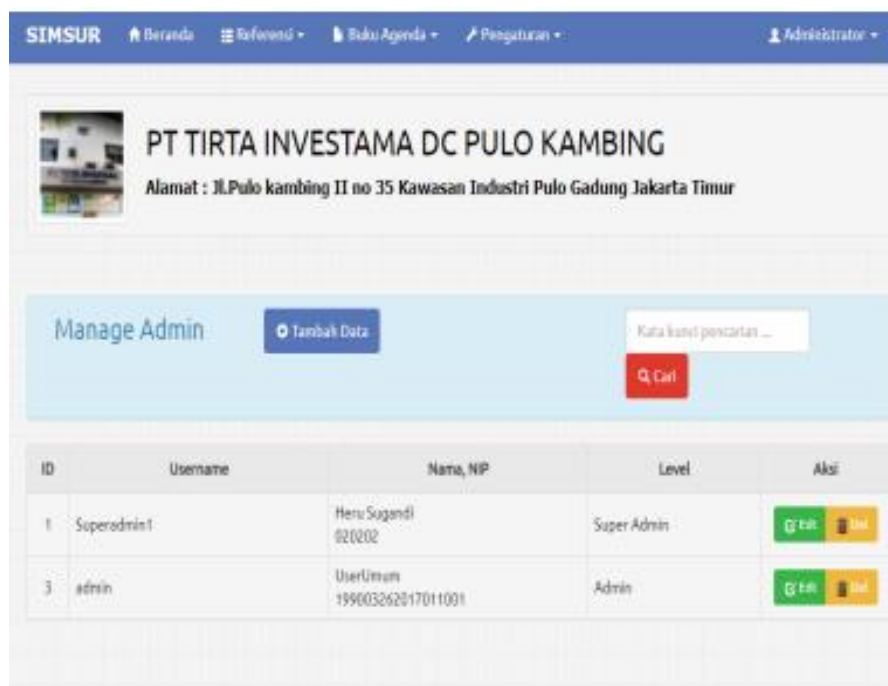 SIMSUR Beranda Referensi Buku Agenda Pengaturan Administrator
PT TIRTA INVESTAMA DC PULO KAMBING
Alamat : Jl.Pulo kambing II no 35 Kawasan Industri Pulo Gadung Jakarta Timur
Manage Admin Tambah Data Kata kunci pencarian ...
Cari
ID Username Nama, NIP Level Aksi
1 Superadmin1 Heru Sugandi Super Admin Edit Del
020202
3 admin UserUmum Admin Edit Del
199003262017011001